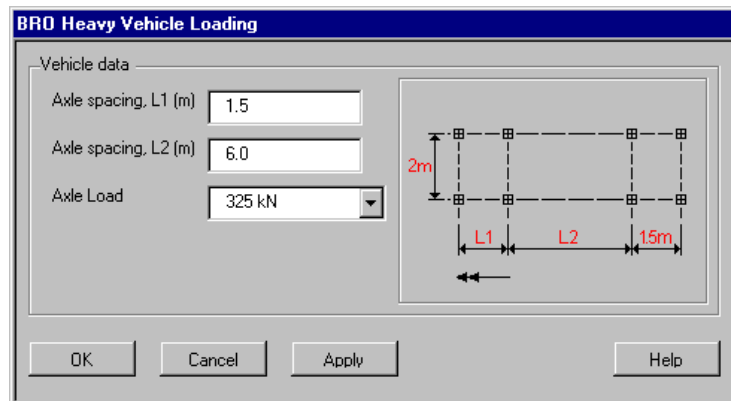 BRO Heavy Vehicle Loading
Vehicle data
Axle spacing, L1 (m)
1.5
Axle spacing, L2 (m)
6.0
Axle Load
325 kN
2m
L1
L2
1.5m
OK
Cancel
Apply
Help